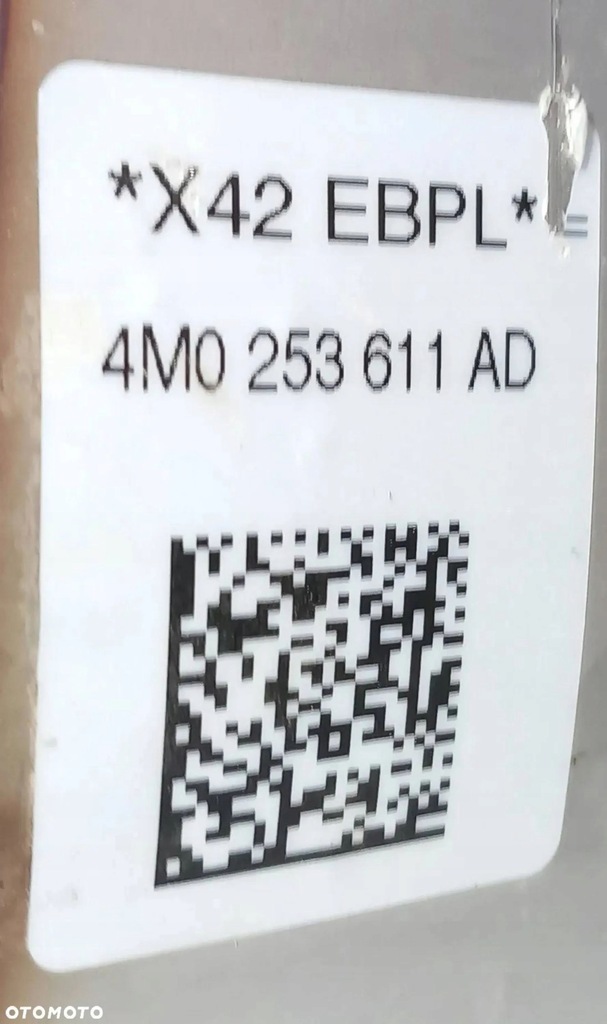 *X42 EBPL*=
4M0 253 611 AD
OTOMOTO